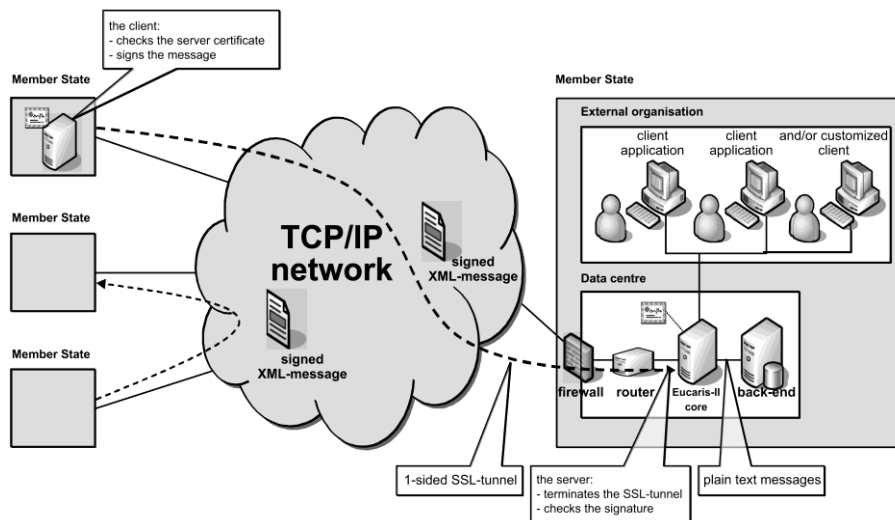 the client:
- checks the server certificate
- signs the message
Member State
Member State
Member State
TCP/IP
network
signed
XML-message
signed
XML-message
Member State
External organisation
client
application
client
application
and/or customized
client
Data centre
firewall
router
Eucaris-II
core
back-end
1-sided SSL-tunnel
the server:
- terminates the SSL-tunnel
- checks the signature
plain text messages